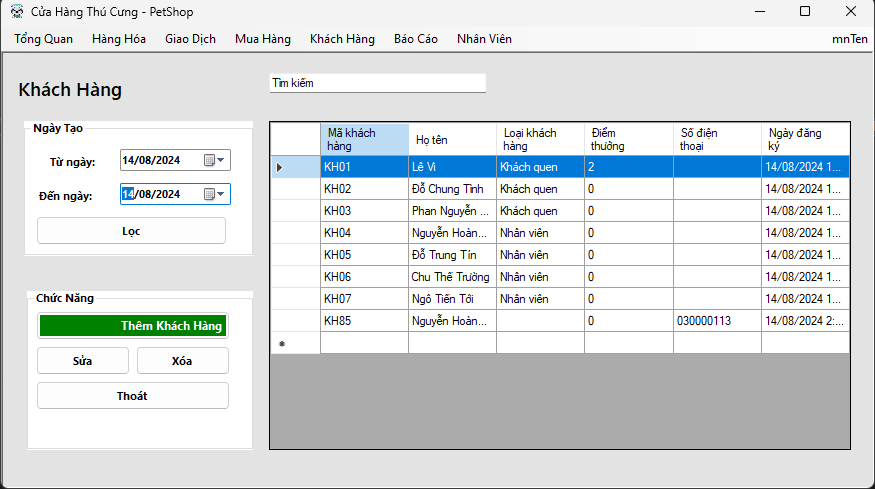 Cửa Hàng Thú Cưng - PetShop
Tổng Quan Hàng Hóa Giao Dịch Mua Hàng Khách Hàng Báo Cáo Nhân Viên mnTen
Khách Hàng
Tìm kiếm
Ngày Tạo
Từ ngày: 14/08/2024
Đến ngày: 14/08/2024
Lọc
Chức Năng
Thêm Khách Hàng
Sửa Xóa
Thoát
Mã khách hàng Họ tên Loại khách hàng Điểm thưởng Số điện thoại Ngày đăng ký
KH01 Lê Vi Khách quen 2 14/08/2024 1...
KH02 Đỗ Chung Tình Khách quen 0 14/08/2024 1...
KH03 Phan Nguyễn ... Khách quen 0 14/08/2024 1...
KH04 Nguyễn Hoàn... Nhân viên 0 14/08/2024 1...
KH05 Đỗ Trung Tín Nhân viên 0 14/08/2024 1...
KH06 Chu Thế Trường Nhân viên 0 14/08/2024 1...
KH07 Ngô Tiến Tới Nhân viên 0 14/08/2024 1...
KH85 Nguyễn Hoàn... 0 030000113 14/08/2024 2:...